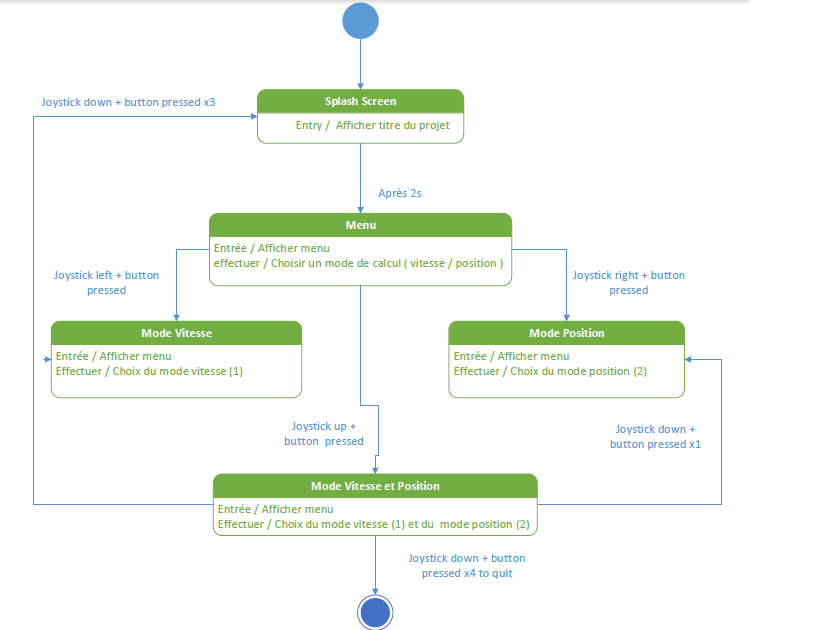 Joystick down + button pressed x3
Splash Screen
Entry / Afficher titre du projet
Après 2s
Menu
Entrée / Afficher menu
effectuer / Choisir un mode de calcul ( vitesse / position )
Joystick left + button
pressed
Joystick right + button
pressed
Mode Vitesse
Entrée / Afficher menu
Effectuer / Choix du mode vitesse (1)
Mode Position
Entrée / Afficher menu
Effectuer / Choix du mode position (2)
Joystick up +
button pressed
Joystick down +
button pressed x1
Mode Vitesse et Position
Entrée / Afficher menu
Effectuer / Choix du mode vitesse (1) et du mode position (2)
Joystick down + button
pressed x4 to quit